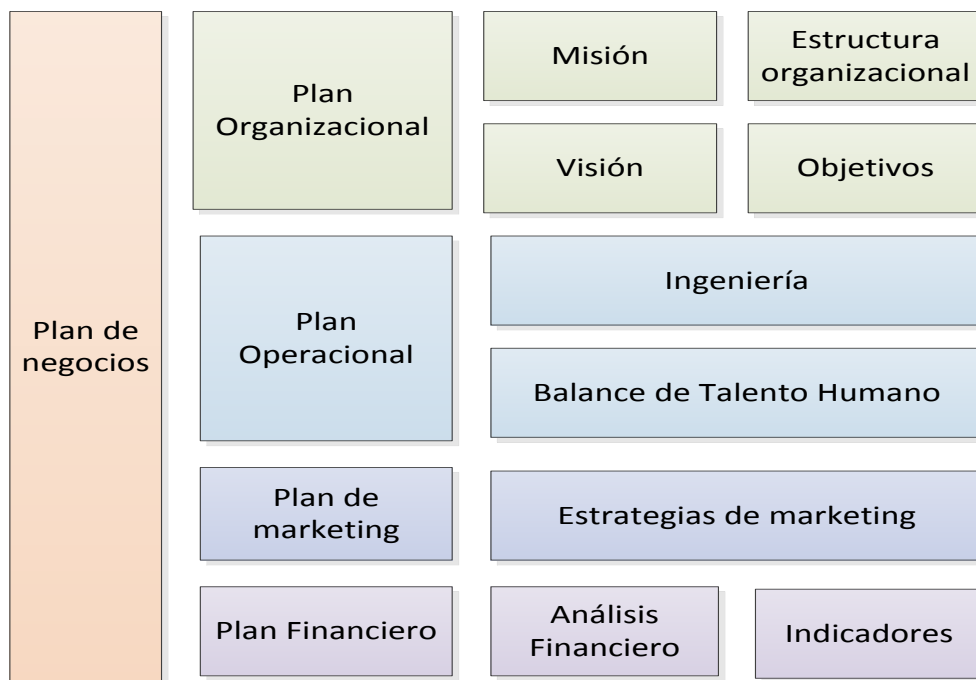 Plan de
negocios
Plan
Organizacional
Misión
Estructura
organizacional
Visión
Objetivos
Plan
Operacional
Ingeniería
Balance de Talento Humano
Plan de
marketing
Estrategias de marketing
Plan Financiero
Análisis
Financiero
Indicadores